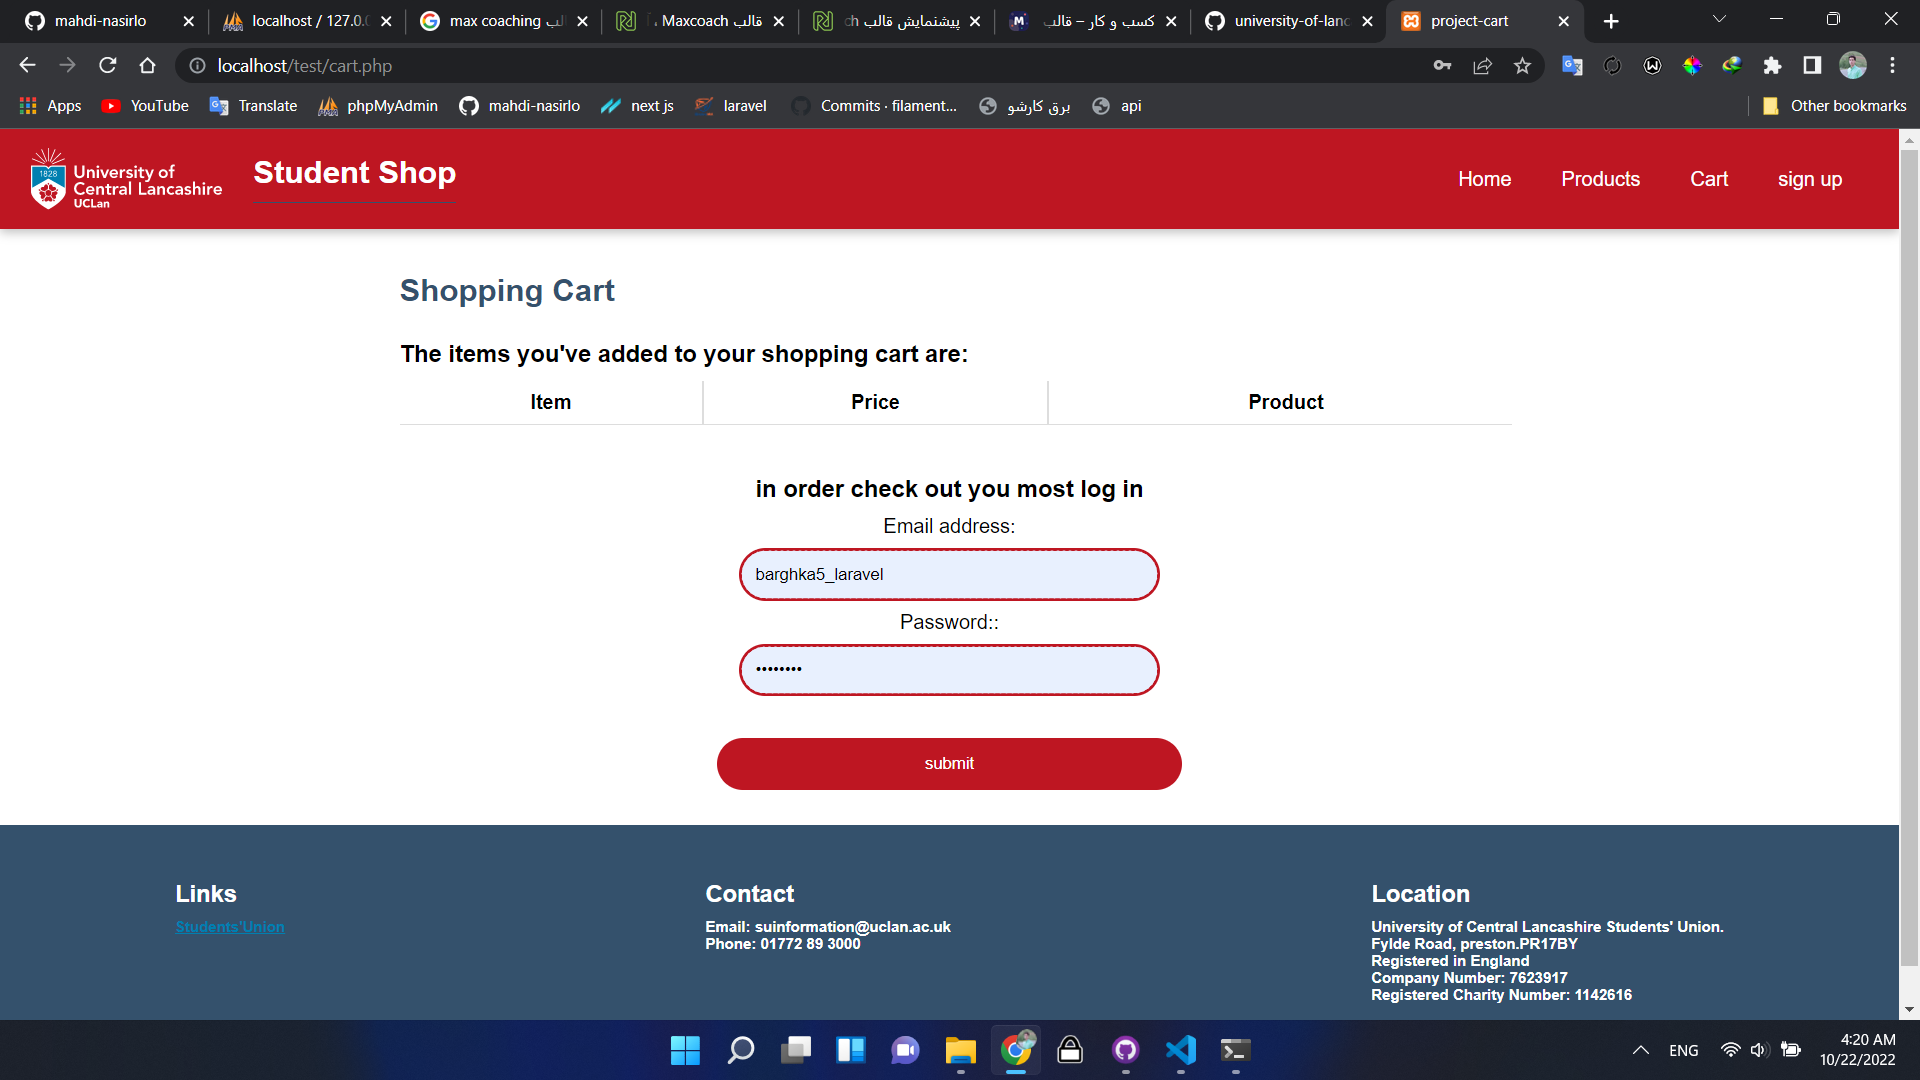 mahdi-nasirlo
localhost / 127.0.0
max coaching
قالب Maxcoach
پیشنمایش قالب
کسب و کار – قالب
university-of-lanc
project-cart
localhost/test/cart.php
Apps
YouTube
Translate
phpMyAdmin
mahdi-nasirlo
next js
laravel
Commits · filament...
برق کارشو
api
Other bookmarks
1828
University of
Central Lancashire
UCLan
Student Shop
Home
Products
Cart
sign up
Shopping Cart
The items you've added to your shopping cart are:
Item
Price
Product
in order check out you most log in
Email address:
barghka5_laravel
Password::
••••••••
submit
Links
Students'Union
Contact
Email: suinformation@uclan.ac.uk
Phone: 01772 89 3000
Location
University of Central Lancashire Students' Union.
Fylde Road, preston.PR17BY
Registered in England
Company Number: 7623917
Registered Charity Number: 1142616
ENG
4:20 AM
10/22/2022